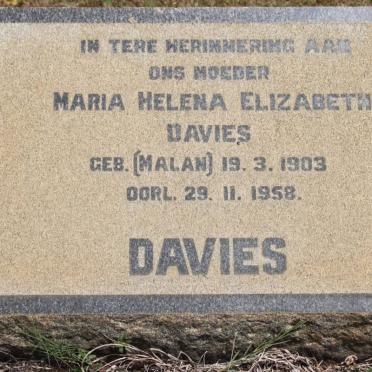 IN TERE HERINNERING AAN
ONS MOEDER
MARIA HELENA ELIZABETH
DAVIES
GEB. (MALAN) 19. 3. 1903
OORL. 29. 11. 1958.
DAVIES